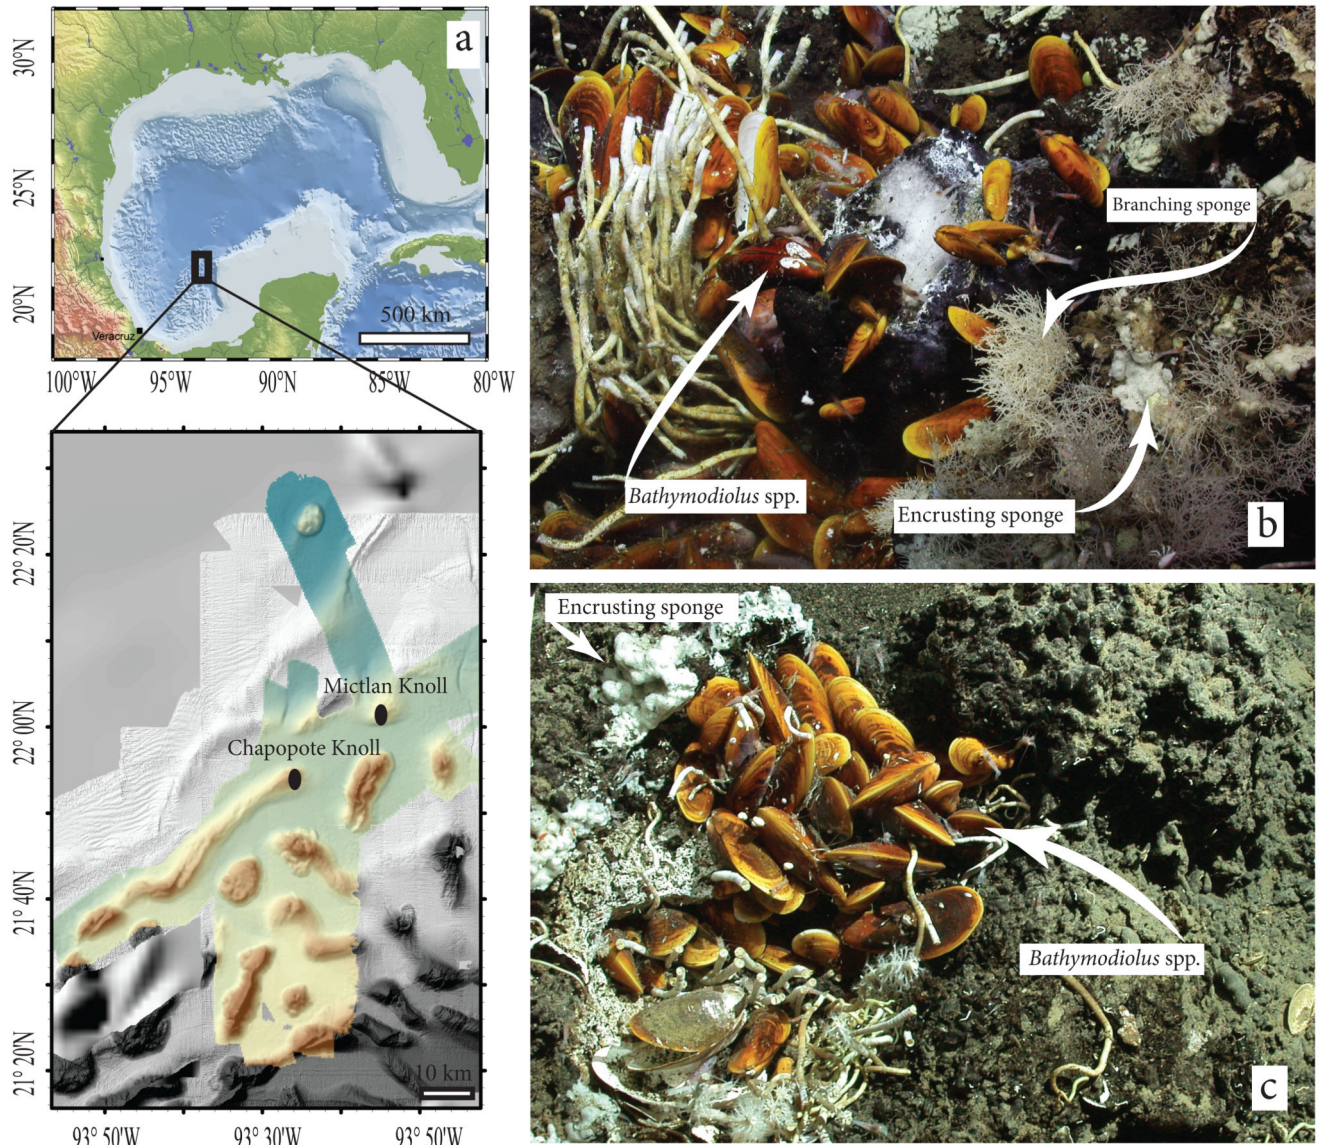 a
30°N
25°N
20°N
Veracruz
500 km
100°W
95°W
90°N
85°W
80°W
22° 20'N
22° 00'N
21° 40'N
21° 20'N
Mictlan Knoll
Chapopote Knoll
10 km
93° 50'W
93° 30'W
93° 50'W
Branching sponge
Bathymodiolus spp.
Encrusting sponge
b
Encrusting sponge
Bathymodiolus spp.
c